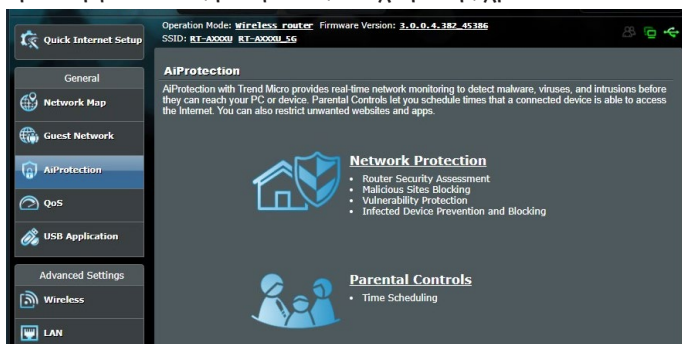 Operation Mode: Wireless router Firmware Version: 3.0.0.4.382_45386
SSID: RT-AXXXU RT-AXXXU_5G
Quick Internet Setup
General
Network Map
Guest Network
AiProtection
QoS
USB Application
Advanced Settings
Wireless
LAN
AiProtection
AiProtection with Trend Micro provides real-time network monitoring to detect malware, viruses, and intrusions before
they can reach your PC or device. Parental Controls let you schedule times that a connected device is able to access
the Internet. You can also restrict unwanted websites and apps.
Network Protection
• Router Security Assessment
• Malicious Sites Blocking
• Vulnerability Protection
• Infected Device Prevention and Blocking
Parental Controls
• Time Scheduling